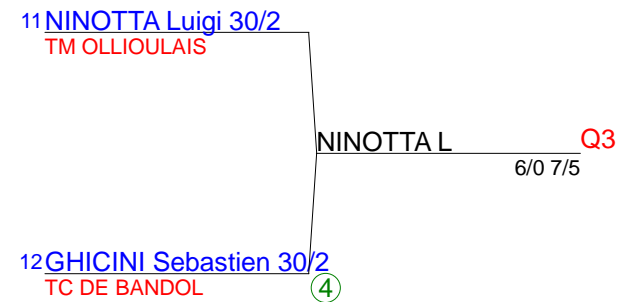 11 NINOTTA Luigi 30/2
TM OLLIOULAIS
NINOTTA L Q3
6/0 7/5
12 GHICINI Sebastien 30/2
TC DE BANDOL 4